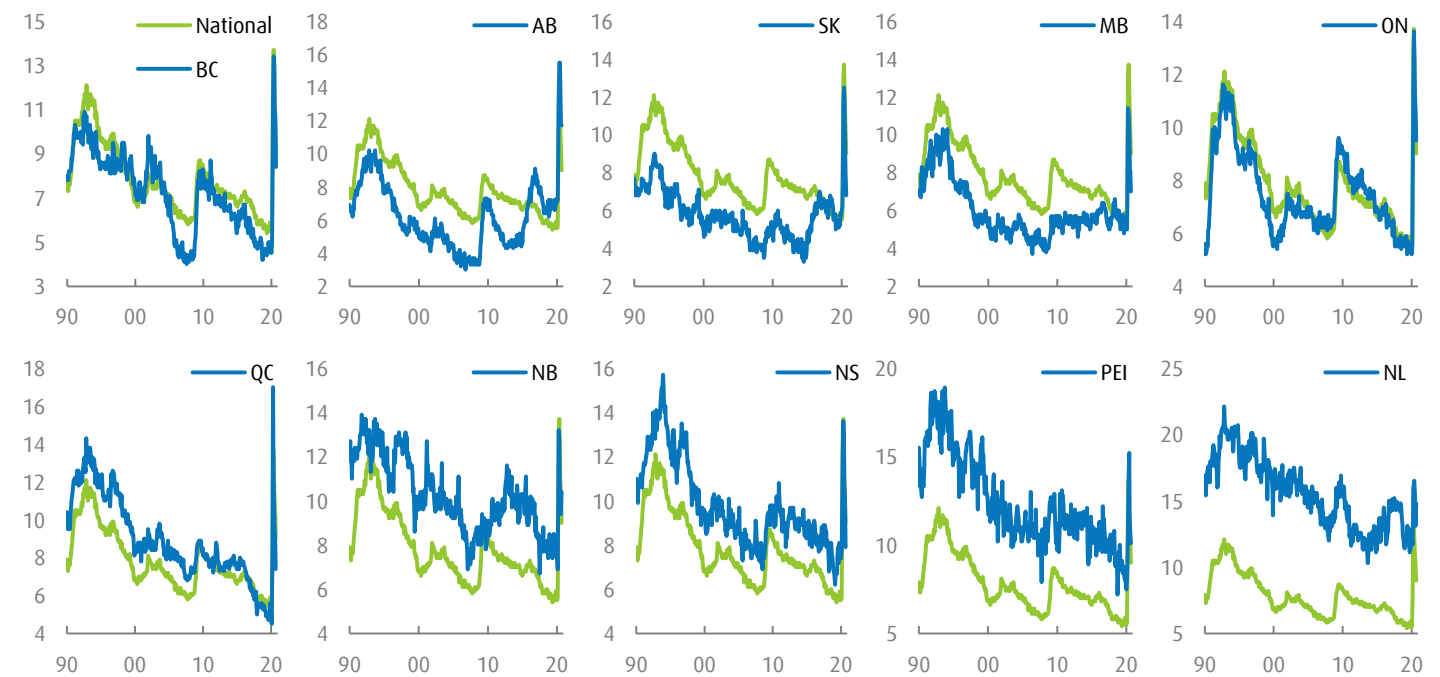 15 National 18 AB 16 SK 16 MB 14 ON
13 BC 16 14 14 12
11 14 12 12 10
9 12 10 10 8
7 10 8 8 6
5 8 6 6 4
3 6 4 4
4 2 2
2
90 00 10 20 90 00 10 20 90 00 10 20 90 00 10 20 90 00 10 20
18 QC 16 NB 16 NS 20 PEI 25 NL
16 14 14 15 20
14 12 12 10 15
12 10 10 5 10
10 8 8 5
8 6 6
6 4 4
4
90 00 10 20 90 00 10 20 90 00 10 20 90 00 10 20 90 00 10 20